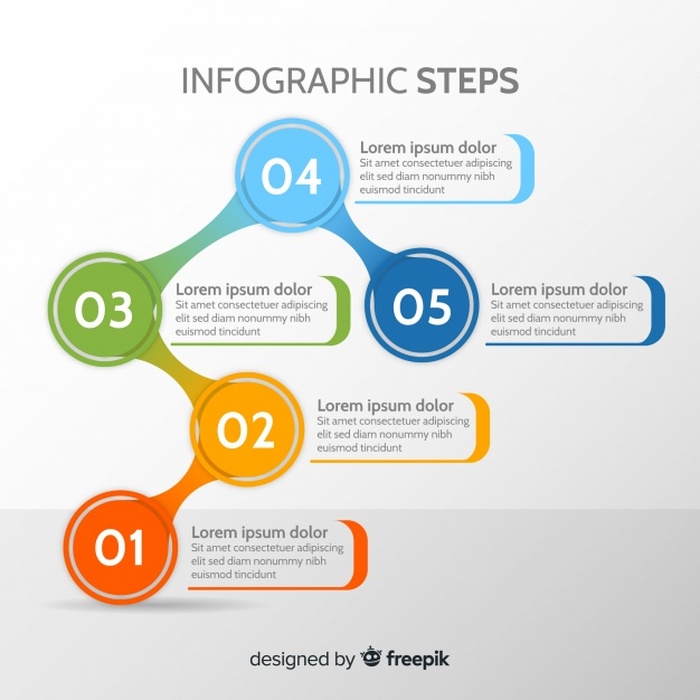 INFOGRAPHIC STEPS
04
Lorem ipsum dolor
Sit amet consectetuer adipiscing
elit sed diam nonummy nibh
euismod tincidunt
03
Lorem ipsum dolor
Sit amet consectetuer adipiscing
elit sed diam nonummy nibh
euismod tincidunt
05
Lorem ipsum dolor
Sit amet consectetuer adipiscing
elit sed diam nonummy nibh
euismod tincidunt
02
Lorem ipsum dolor
Sit amet consectetuer adipiscing
elit sed diam nonummy nibh
euismod tincidunt
01
Lorem ipsum dolor
Sit amet consectetuer adipiscing
elit sed diam nonummy nibh
euismod tincidunt
designed by freepik